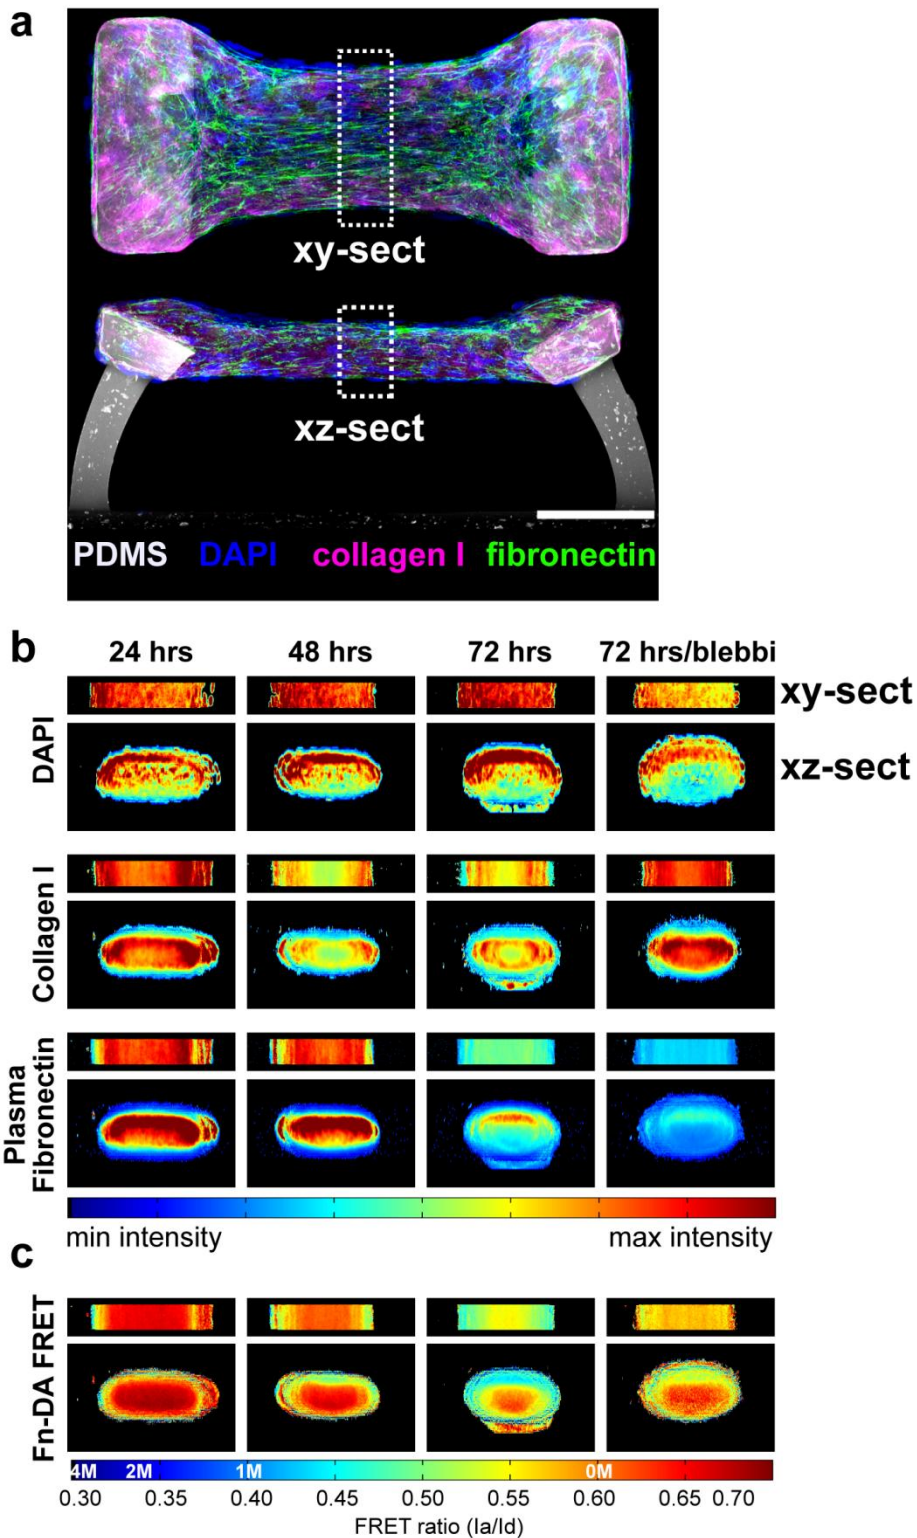 a
xy-sect
xz-sect
PDMS DAPI collagen I fibronectin
b
24 hrs 48 hrs 72 hrs 72 hrs/blebbi
xy-sect
DAPI
xz-sect
Collagen I
Plasma
Fibronectin
min intensity max intensity
c
Fn-DA FRET
4M 2M 1M 0M
0.30 0.35 0.40 0.45 0.50 0.55 0.60 0.65 0.70
FRET ratio (Ia/Id)